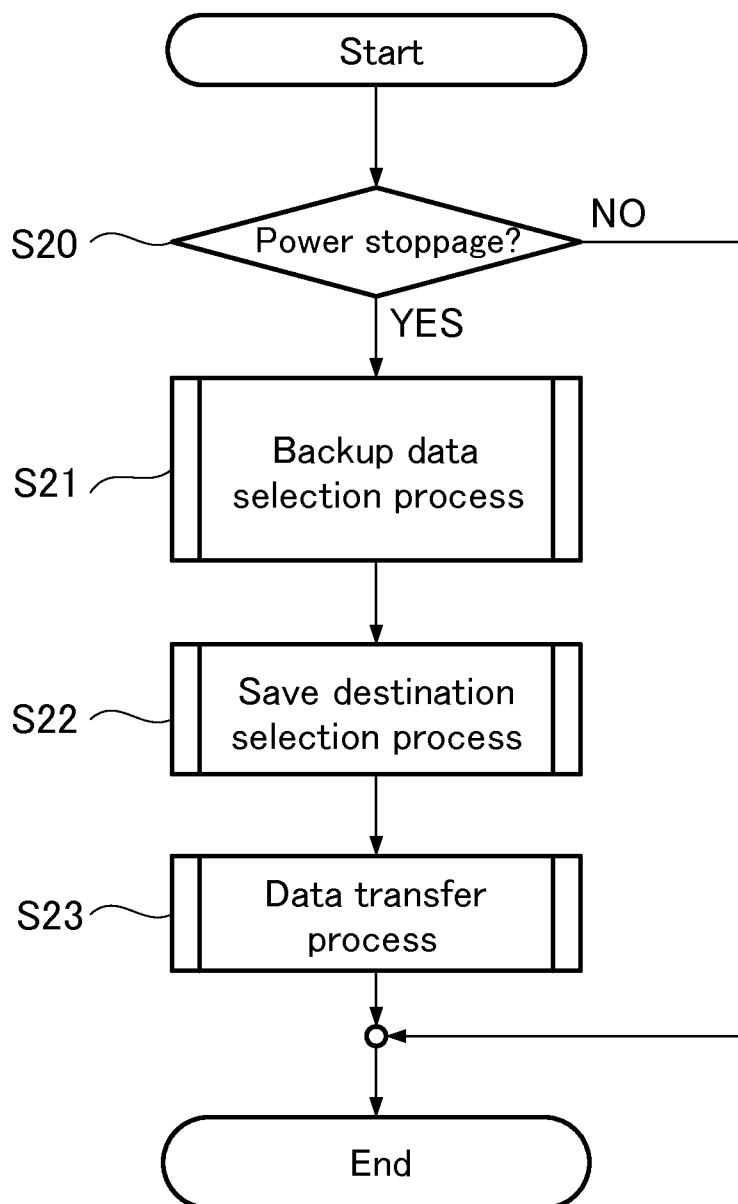 Start
S20
Power stoppage?
NO
YES
S21
Backup data
selection process
S22
Save destination
selection process
S23
Data transfer
process
End